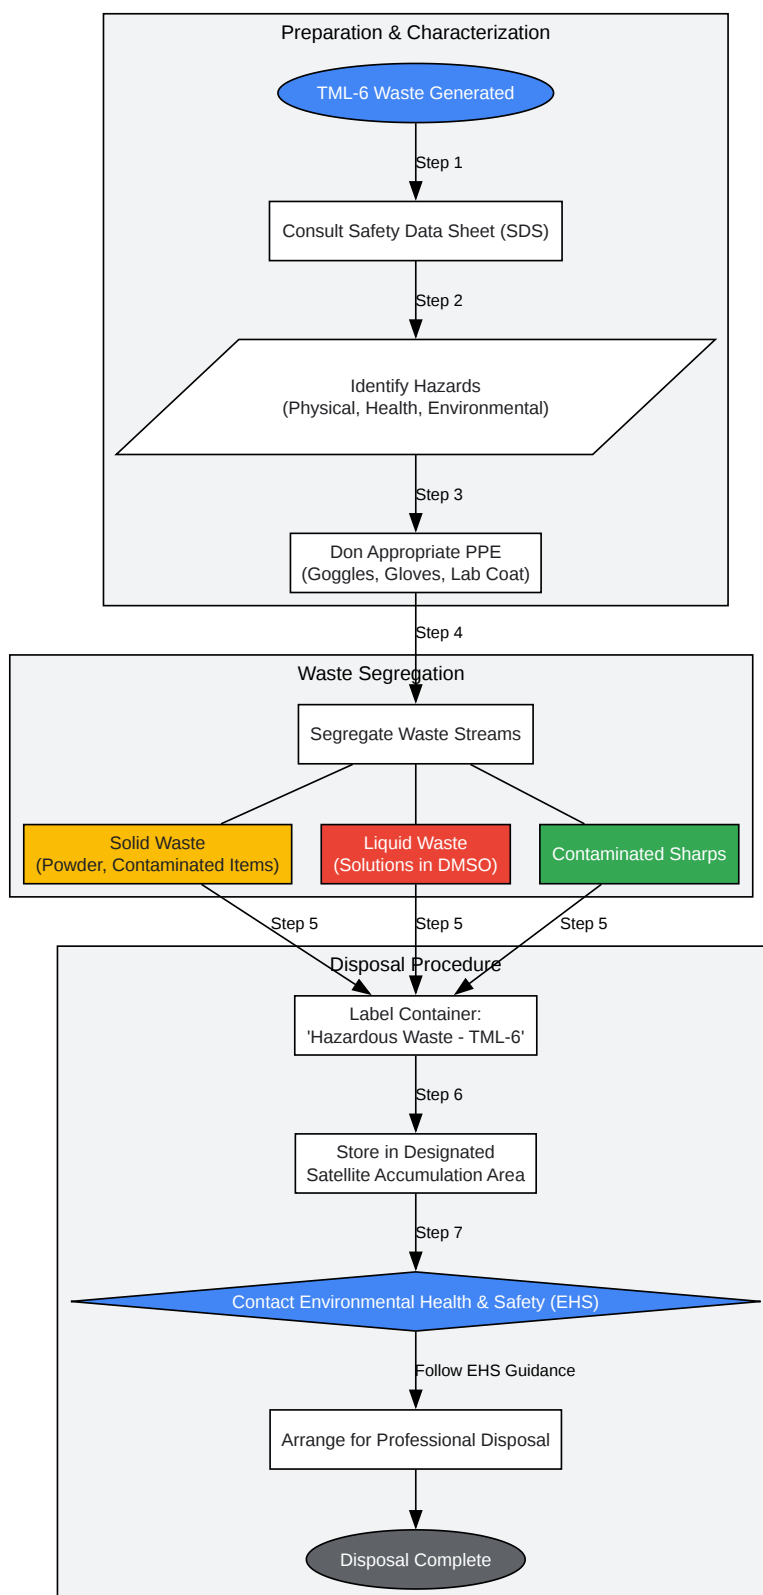 Preparation & Characterization
TML-6 Waste Generated
Step 1
Consult Safety Data Sheet (SDS)
Step 2
Identify Hazards
(Physical, Health, Environmental)
Step 3
Don Appropriate PPE
(Goggles, Gloves, Lab Coat)
Step 4
Waste Segregation
Segregate Waste Streams
Solid Waste
(Powder, Contaminated Items)
Liquid Waste
(Solutions in DMSO)
Contaminated Sharps
Step 5
Step 5
Step 5
Disposal Procedure
Label Container:
'Hazardous Waste - TML-6'
Step 6
Store in Designated
Satellite Accumulation Area
Step 7
Contact Environmental Health & Safety (EHS)
Follow EHS Guidance
Arrange for Professional Disposal
Disposal Complete